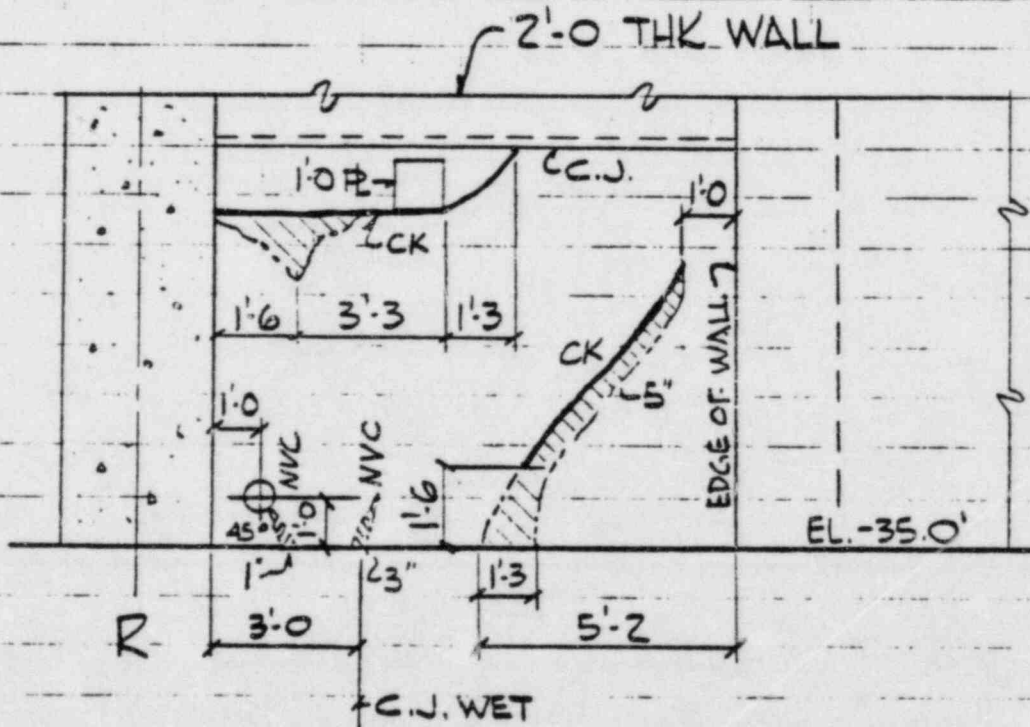 2'-0 THK WALL
1'-0 PL
C.J.
1'-0
CK
1'-6
3'-3
1'-3
CK
5"
EDGE OF WALL
1'-0
NVC
NVC
1'-6
45°
1'-0
EL. -35.0'
1'
3"
1'-3
R
3'-0
5'-2
C.J. WET